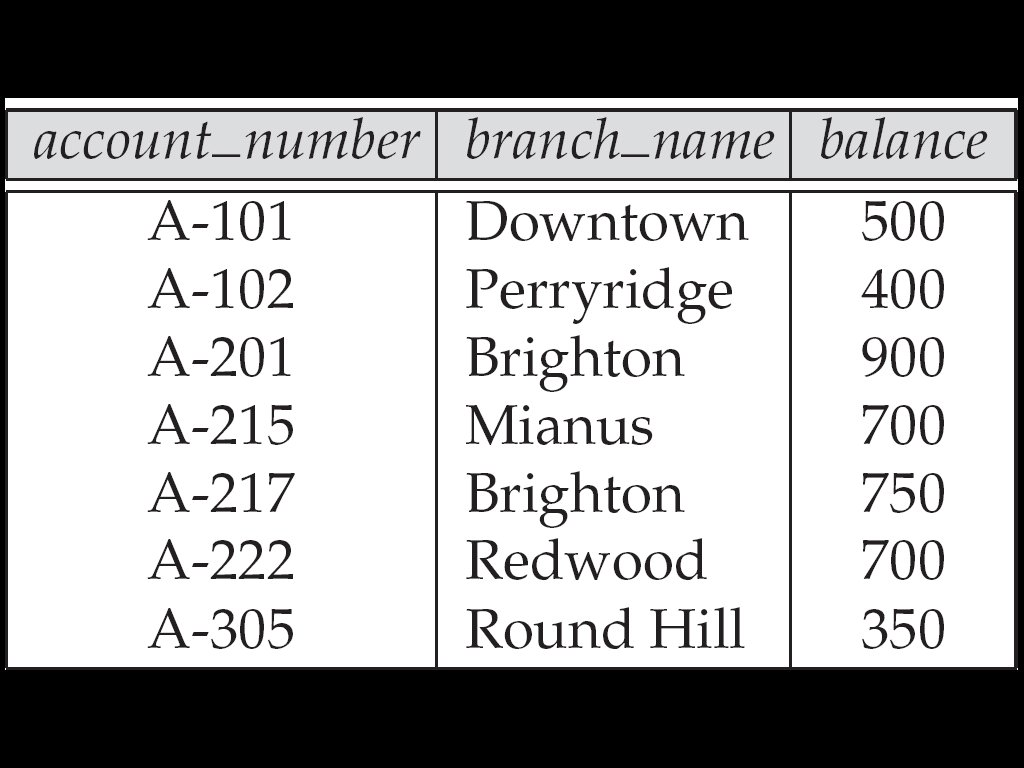 account_number branch_name balance
A-101 Downtown 500
A-102 Perryridge 400
A-201 Brighton 900
A-215 Mianus 700
A-217 Brighton 750
A-222 Redwood 700
A-305 Round Hill 350